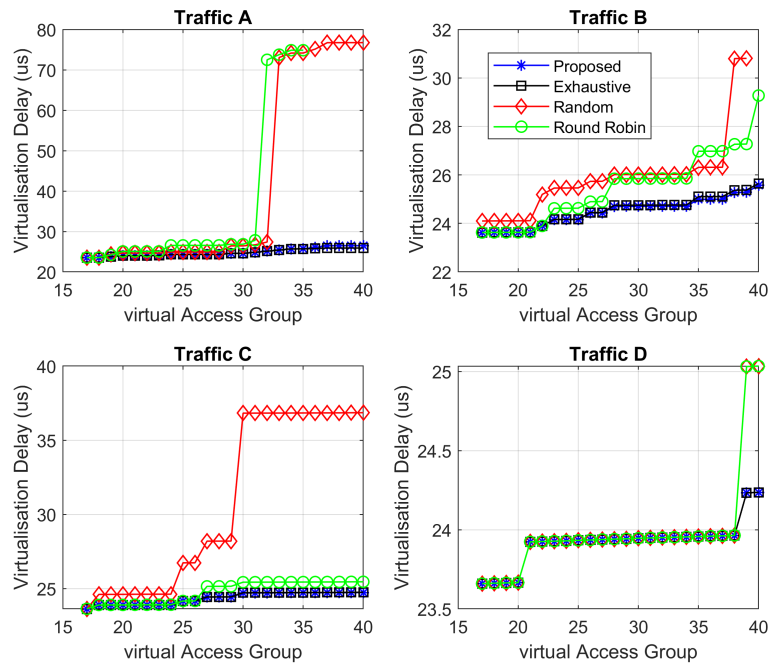 Traffic A
Virtualisation Delay (us)
80
70
60
50
40
30
20
15 20 25 30 35 40
virtual Access Group
Traffic B
Virtualisation Delay (us)
32
30
28
26
24
22
15 20 25 30 35 40
virtual Access Group
Proposed
Exhaustive
Random
Round Robin
Traffic C
Virtualisation Delay (us)
40
35
30
25
15 20 25 30 35 40
virtual Access Group
Traffic D
Virtualisation Delay (us)
25
24.5
24
23.5
15 20 25 30 35 40
virtual Access Group